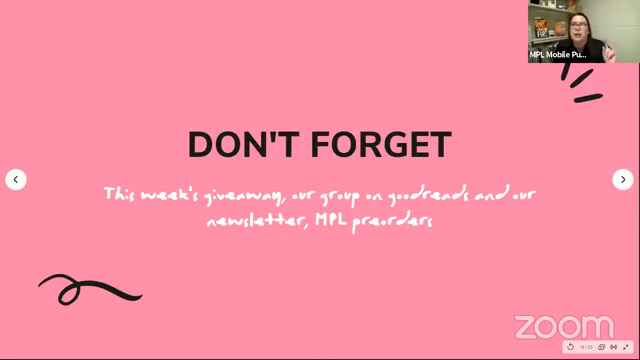 MPL Mobile Pu...
DON'T FORGET
This week's giveaway, our group on goodreads and our
newsletter, MPL preorders
zoom